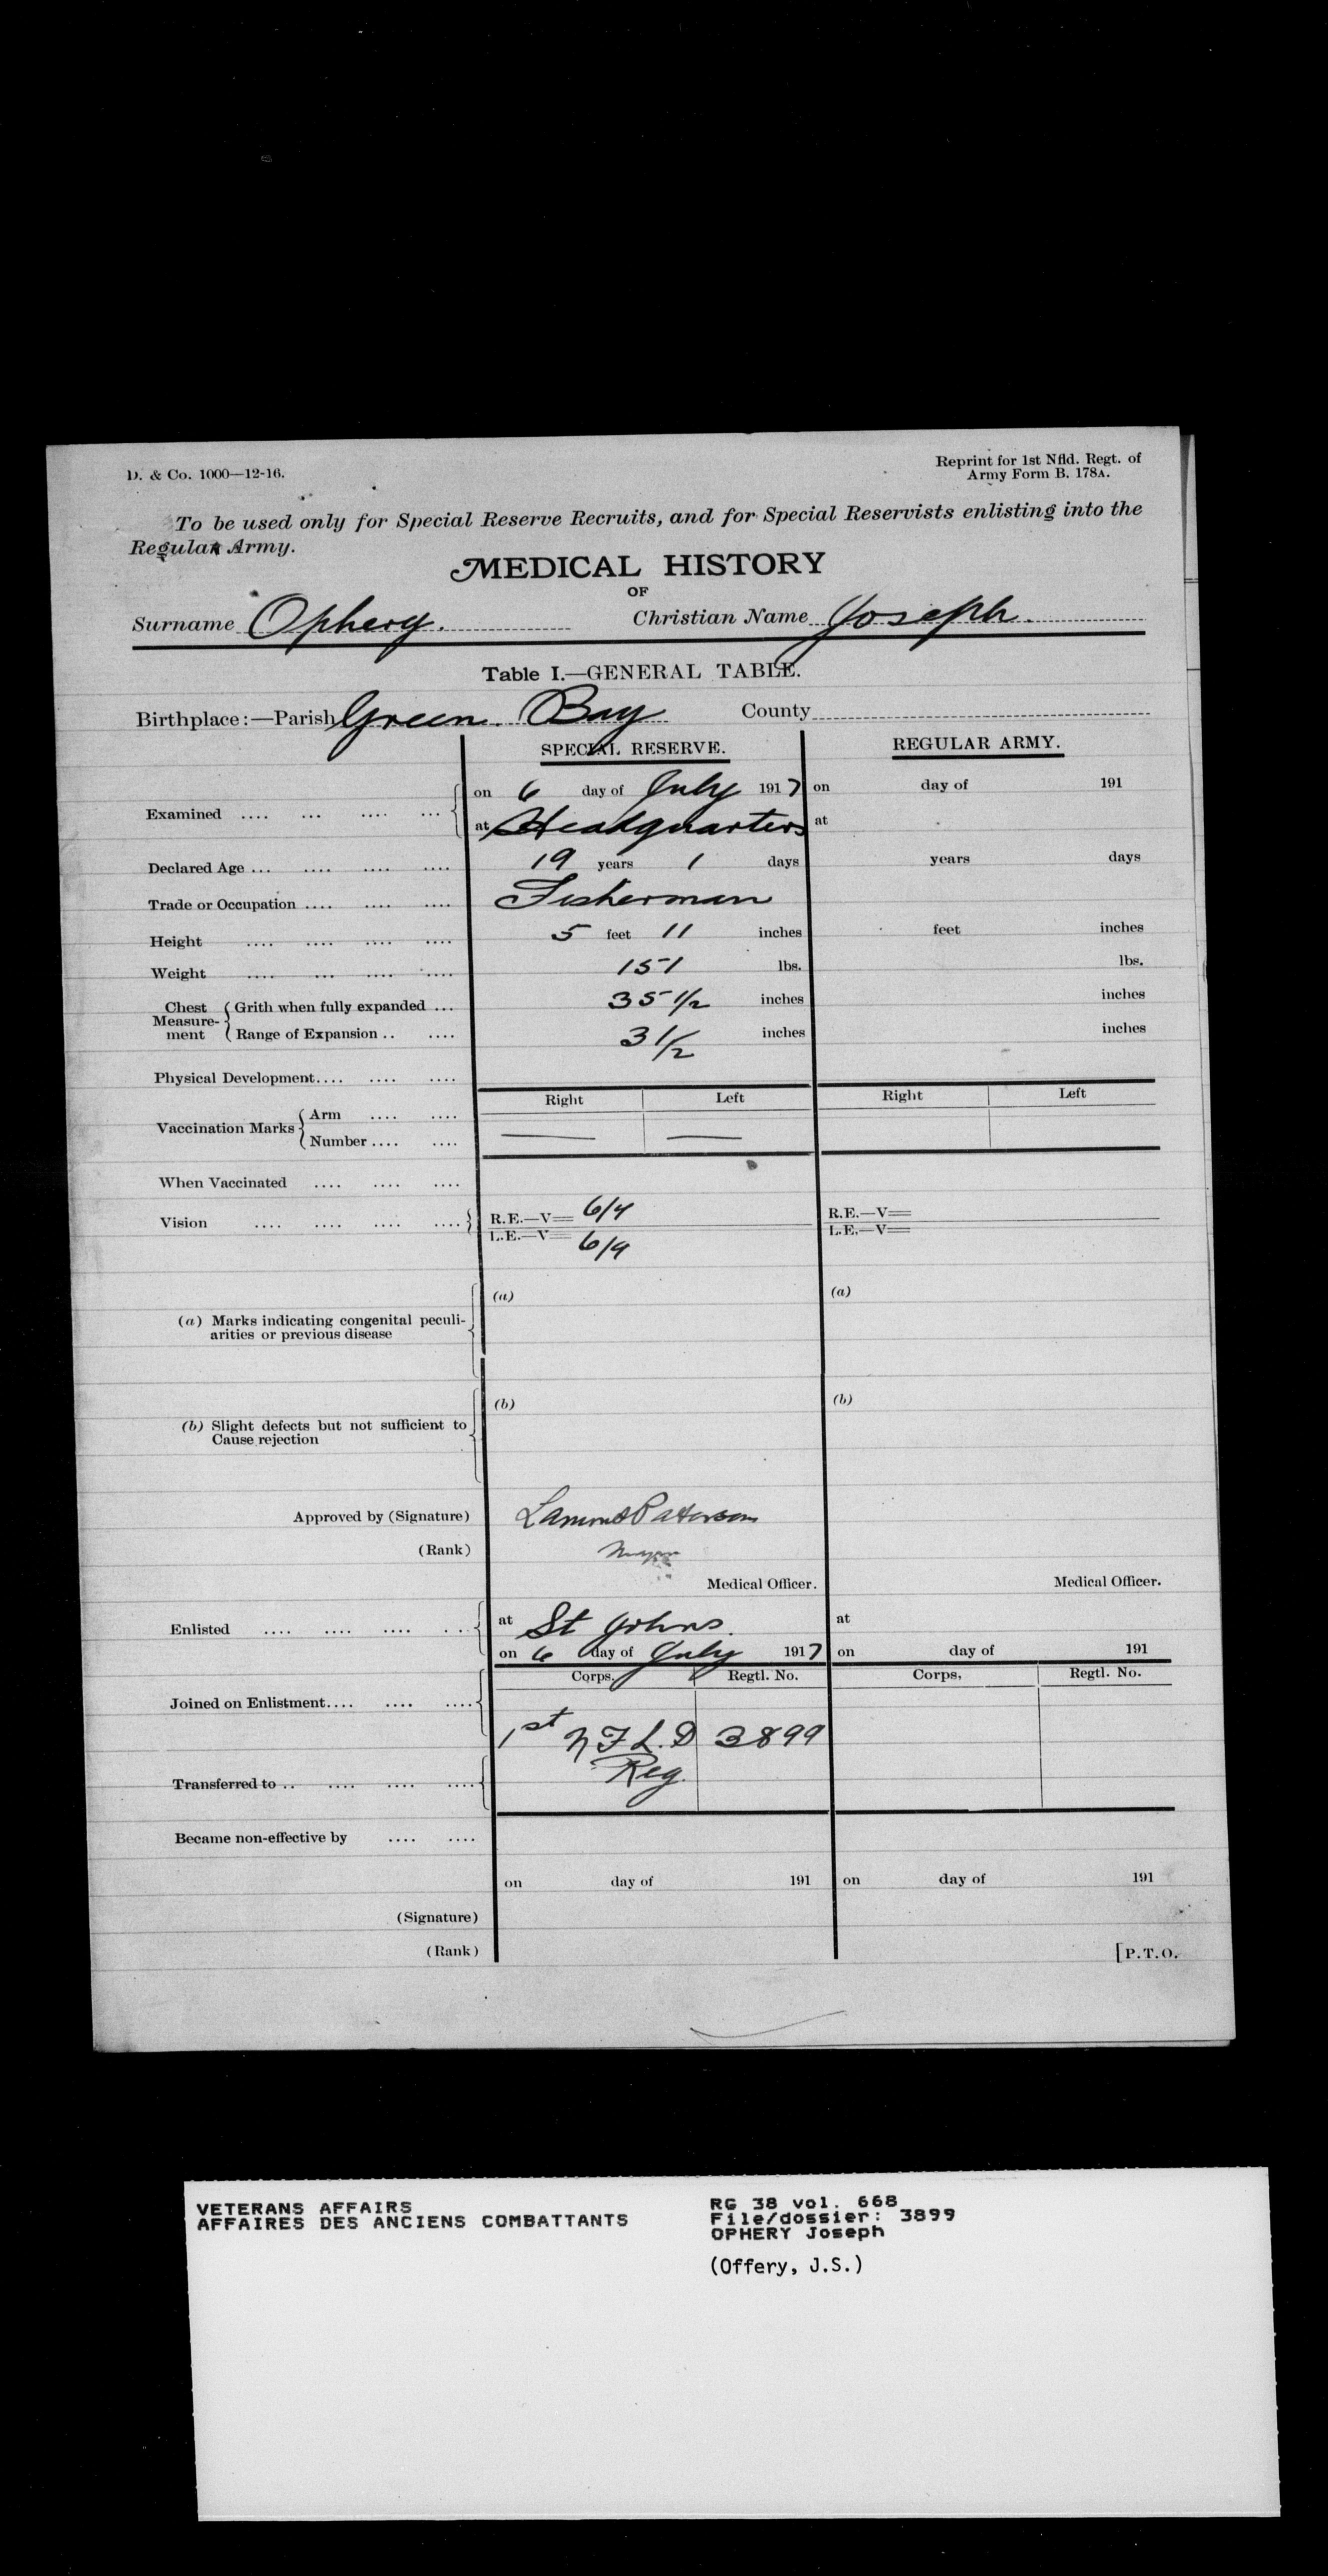 D. & Co. 1000—12-16.
Reprint for 1st Nfld. Regt. of
Army Form B. 178A.
To be used only for Special Reserve Recruits, and for Special Reservists enlisting into the
Regular Army.
MEDICAL HISTORY
OF
Surname Ophery. Christian Name Joseph.
Table I.—GENERAL TABLE.
Birthplace:—Parish Green Bay County
SPECIAL RESERVE. REGULAR ARMY.
Examined .... ... .... ... on 6 day of July 1917 on day of 191
at Headquarters at
Declared Age ... .... .... .... 19 years 1 days years days
Trade or Occupation .... .... .... Fisherman
Height .... .... .... .... 5 feet 11 inches feet inches
Weight .... ... .... .... 151 lbs. lbs.
Chest Measure-ment Grith when fully expanded ... 35 1/2 inches inches
Range of Expansion .. .... 3 1/2 inches inches
Physical Development.... .... ....
Right Left Right Left
Vaccination Marks Arm .... ....
Number .... ....
When Vaccinated .... .... ....
Vision .... .... .... .... R.E.—V= 6/4 R.E.—V=
L.E.—V= 6/9 L.E.—V=
(a) (a)
(a) Marks indicating congenital peculi-
arities or previous disease
(b) (b)
(b) Slight defects but not sufficient to
Cause rejection
Approved by (Signature) Lamont Paterson
(Rank) Major
Medical Officer. Medical Officer.
Enlisted .... .... .... .. at St Johns. at
on 6 day of July 1917 on day of 191
Corps. Regtl. No. Corps, Regtl. No.
Joined on Enlistment.... .... ....
1st NFL.D 3899
Reg.
Transferred to .. .... .... ....
Became non-effective by .... ....
on day of 191 on day of 191
(Signature)
(Rank)
[P.T.O.
VETERANS AFFAIRS
AFFAIRES DES ANCIENS COMBATTANTS
RG 38 vol. 668
File/dossier: 3899
OPHERY Joseph
(Offery, J.S.)